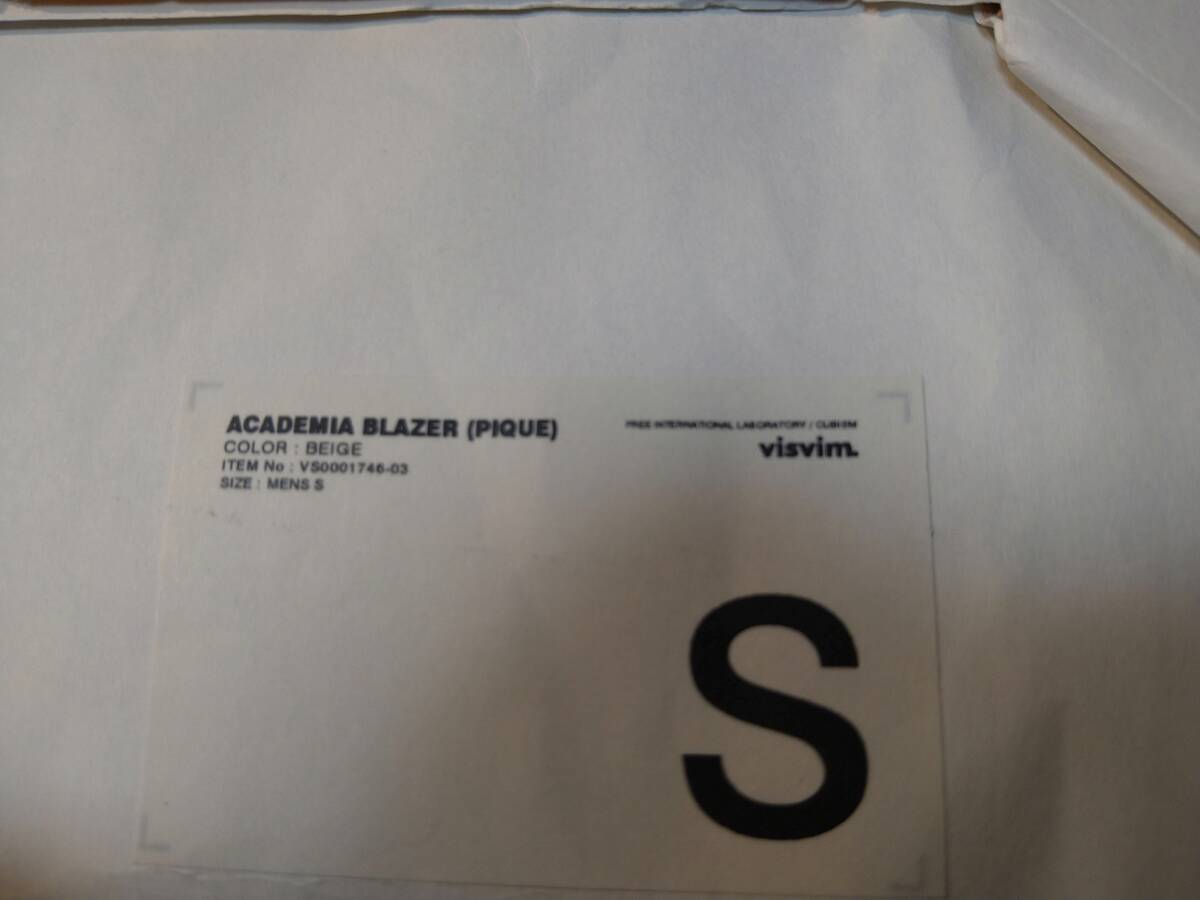 ACADEMIA BLAZER (PIQUE)
COLOR : BEIGE
ITEM No : VS0001746-03
SIZE : MENS S
FREE INTERNATIONAL LABORATORY / CUBISM
visvim.
S